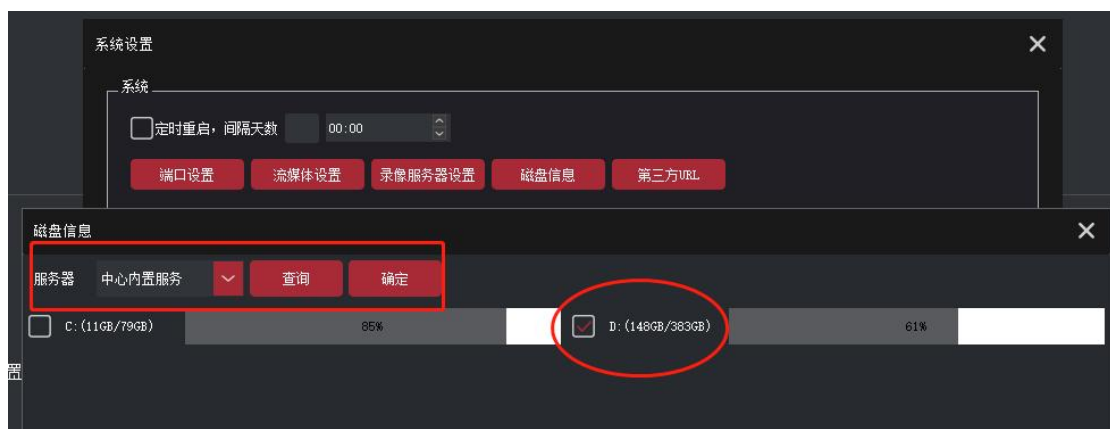 系统设置
系统
定时重启，间隔天数 00:00
端口设置 流媒体设置 录像服务器设置 磁盘信息 第三方URL
磁盘信息
服务器 中心内置服务 查询 确定
C:(11GB/79GB) 85% D:(148GB/383GB) 61%
置